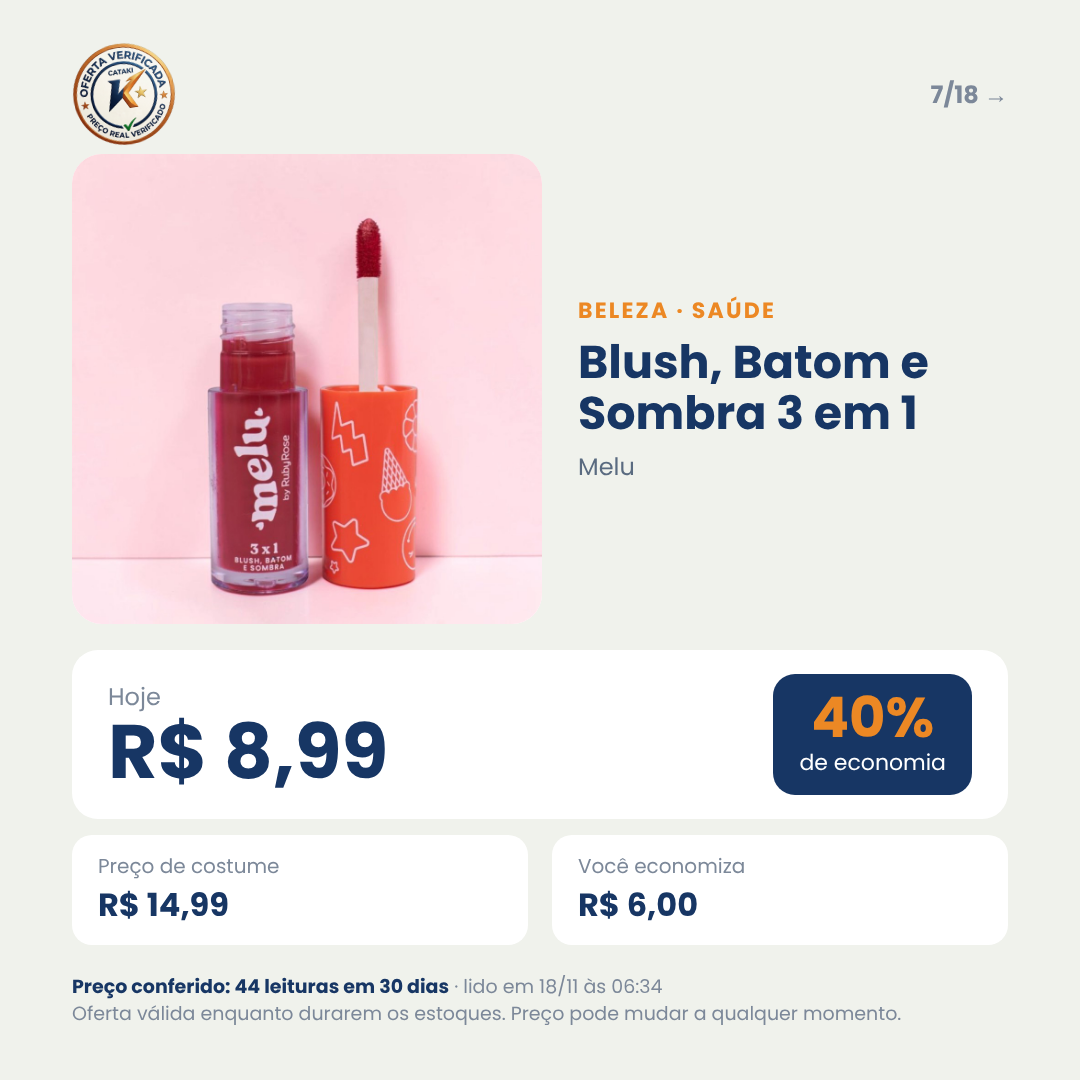 OFERTA VERIFICADA
CATAKI
K
PREÇO REAL VERIFICADO
7/18 →
melu
by RubyRose
3x1
BLUSH, BATOM
E SOMBRA
BELEZA · SAÚDE
Blush, Batom e
Sombra 3 em 1
Melu
Hoje
R$ 8,99
40%
de economia
Preço de costume
R$ 14,99
Você economiza
R$ 6,00
Preço conferido: 44 leituras em 30 dias · lido em 18/11 às 06:34
Oferta válida enquanto durarem os estoques. Preço pode mudar a qualquer momento.